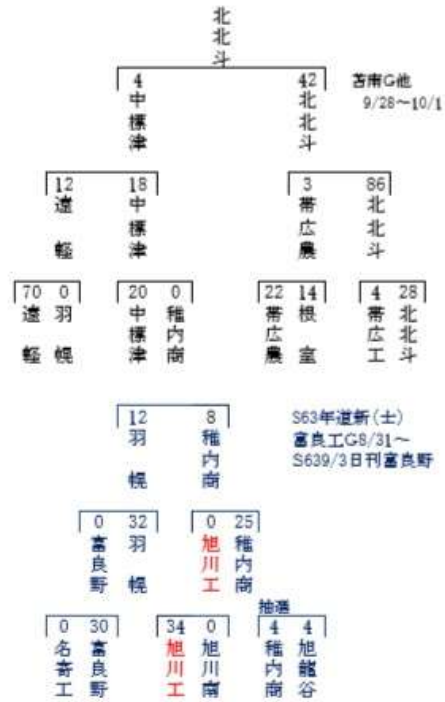 北北斗
4 42 苫南G他
中標津 北北斗 9/28～10/1
12 18 3 86
遠軽 中標津 帯広農 北北斗
70 0 20 0 22 14 4 28
遠軽 羽幌 中標津 稚内商 帯広農 根室 帯広工 北北斗
12 8 S63年道新(士)
羽幌 稚内商 富良工G8/31～
S639/3日刊富良野
0 32 0 25
富良野 羽幌 旭川工 稚内商
抽選
0 30 34 0 4 4
名寄工 富良野 旭川工 旭川南 稚内商 旭龍谷